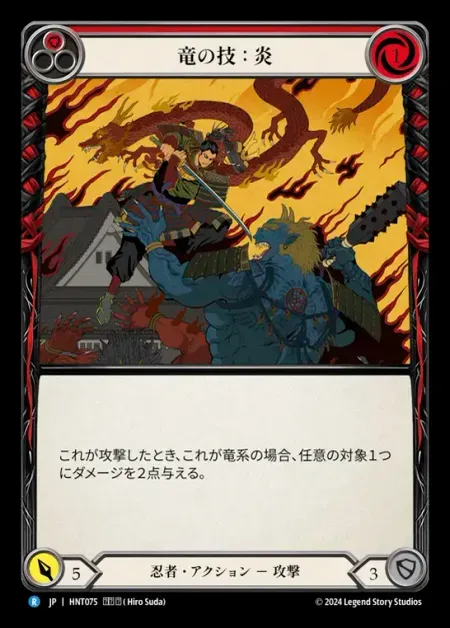 竜の技：炎
1
これが攻撃したとき、これが竜系の場合、任意の対象1つ
にダメージを2点与える。
5
忍者・アクション － 攻撃
3
R JP | HNT075 (Hiro Suda)
© 2024 Legend Story Studios